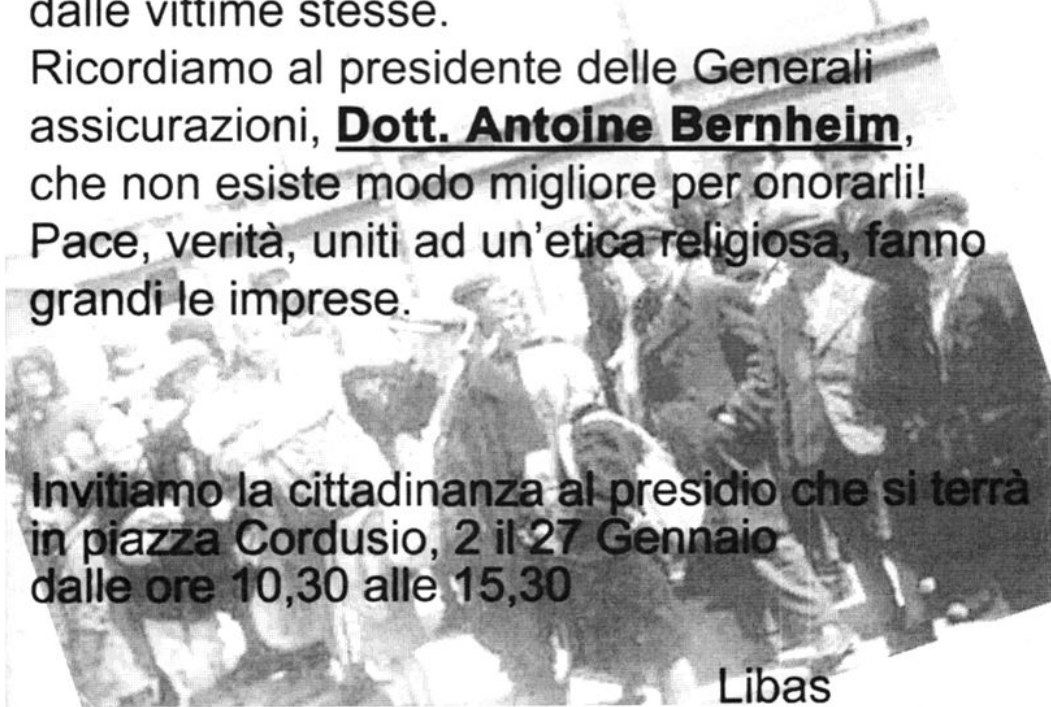 dalle vittime stesse.
Ricordiamo al presidente delle Generali
assicurazioni, Dott. Antoine Bernheim,
che non esiste modo migliore per onorarli!
Pace, verità, uniti ad un'etica religiosa, fanno
grandi le imprese.
Invitiamo la cittadinanza al presidio che si terrà
in piazza Cordusio, 2 il 27 Gennaio
dalle ore 10,30 alle 15,30
Libas